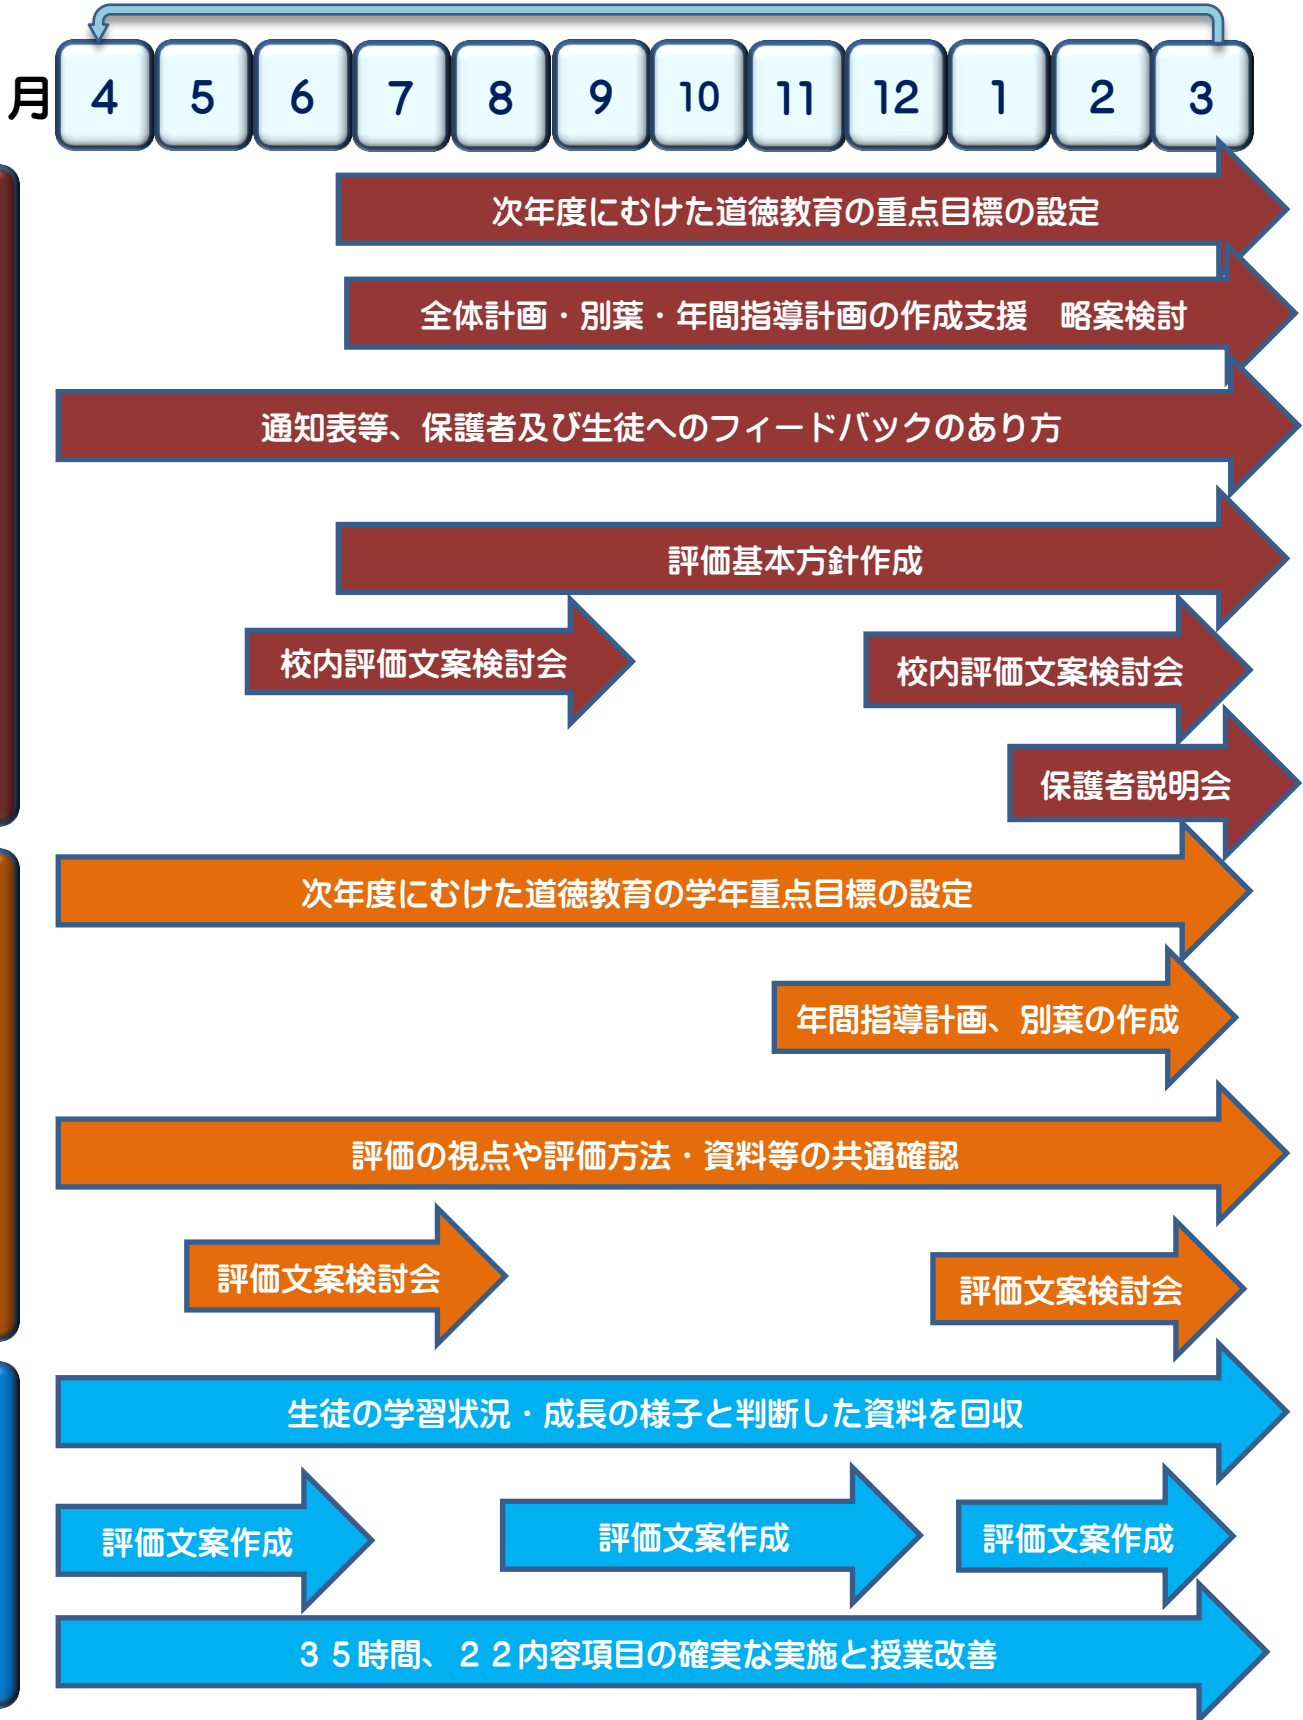 月 4 5 6 7 8 9 10 11 12 1 2 3
次年度にむけた道徳教育の重点目標の設定
全体計画・別葉・年間指導計画の作成支援　略案検討
通知表等、保護者及び生徒へのフィードバックのあり方
評価基本方針作成
校内評価文案検討会
校内評価文案検討会
保護者説明会
次年度にむけた道徳教育の学年重点目標の設定
年間指導計画、別葉の作成
評価の視点や評価方法・資料等の共通確認
評価文案検討会
評価文案検討会
生徒の学習状況・成長の様子と判断した資料を回収
評価文案作成
評価文案作成
評価文案作成
３５時間、２２内容項目の確実な実施と授業改善